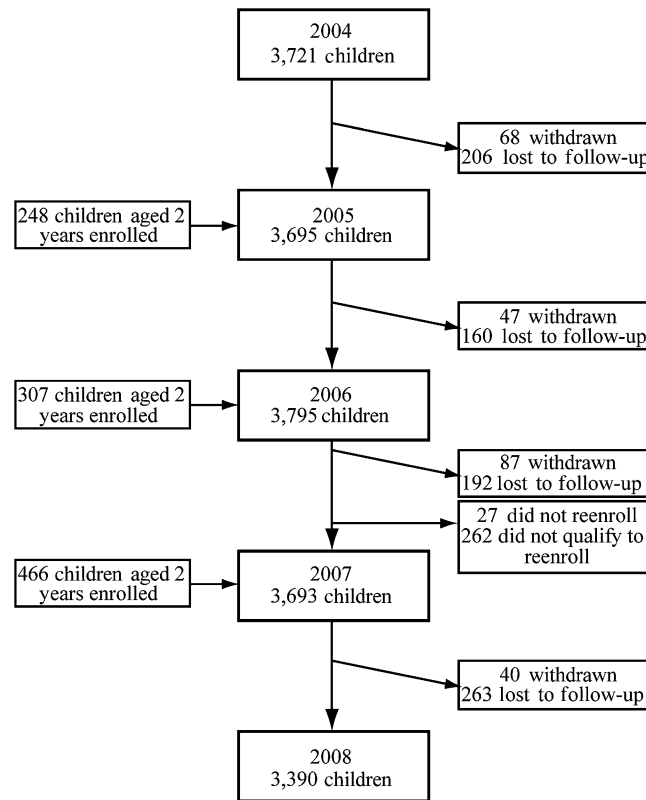 2004
3,721 children
68 withdrawn
206 lost to follow-up
248 children aged 2
years enrolled
2005
3,695 children
47 withdrawn
160 lost to follow-up
307 children aged 2
years enrolled
2006
3,795 children
87 withdrawn
192 lost to follow-up
27 did not reenroll
262 did not qualify to
reenroll
466 children aged 2
years enrolled
2007
3,693 children
40 withdrawn
263 lost to follow-up
2008
3,390 children